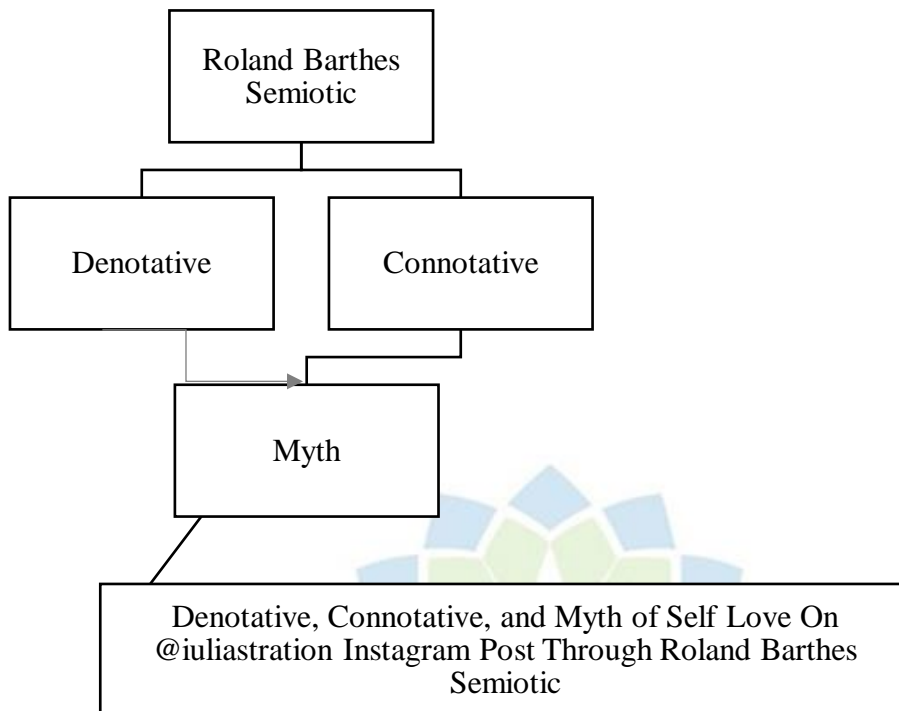 Roland Barthes
Semiotic
Denotative
Connotative
Myth
Denotative, Connotative, and Myth of Self Love On
@iuliastration Instagram Post Through Roland Barthes
Semiotic